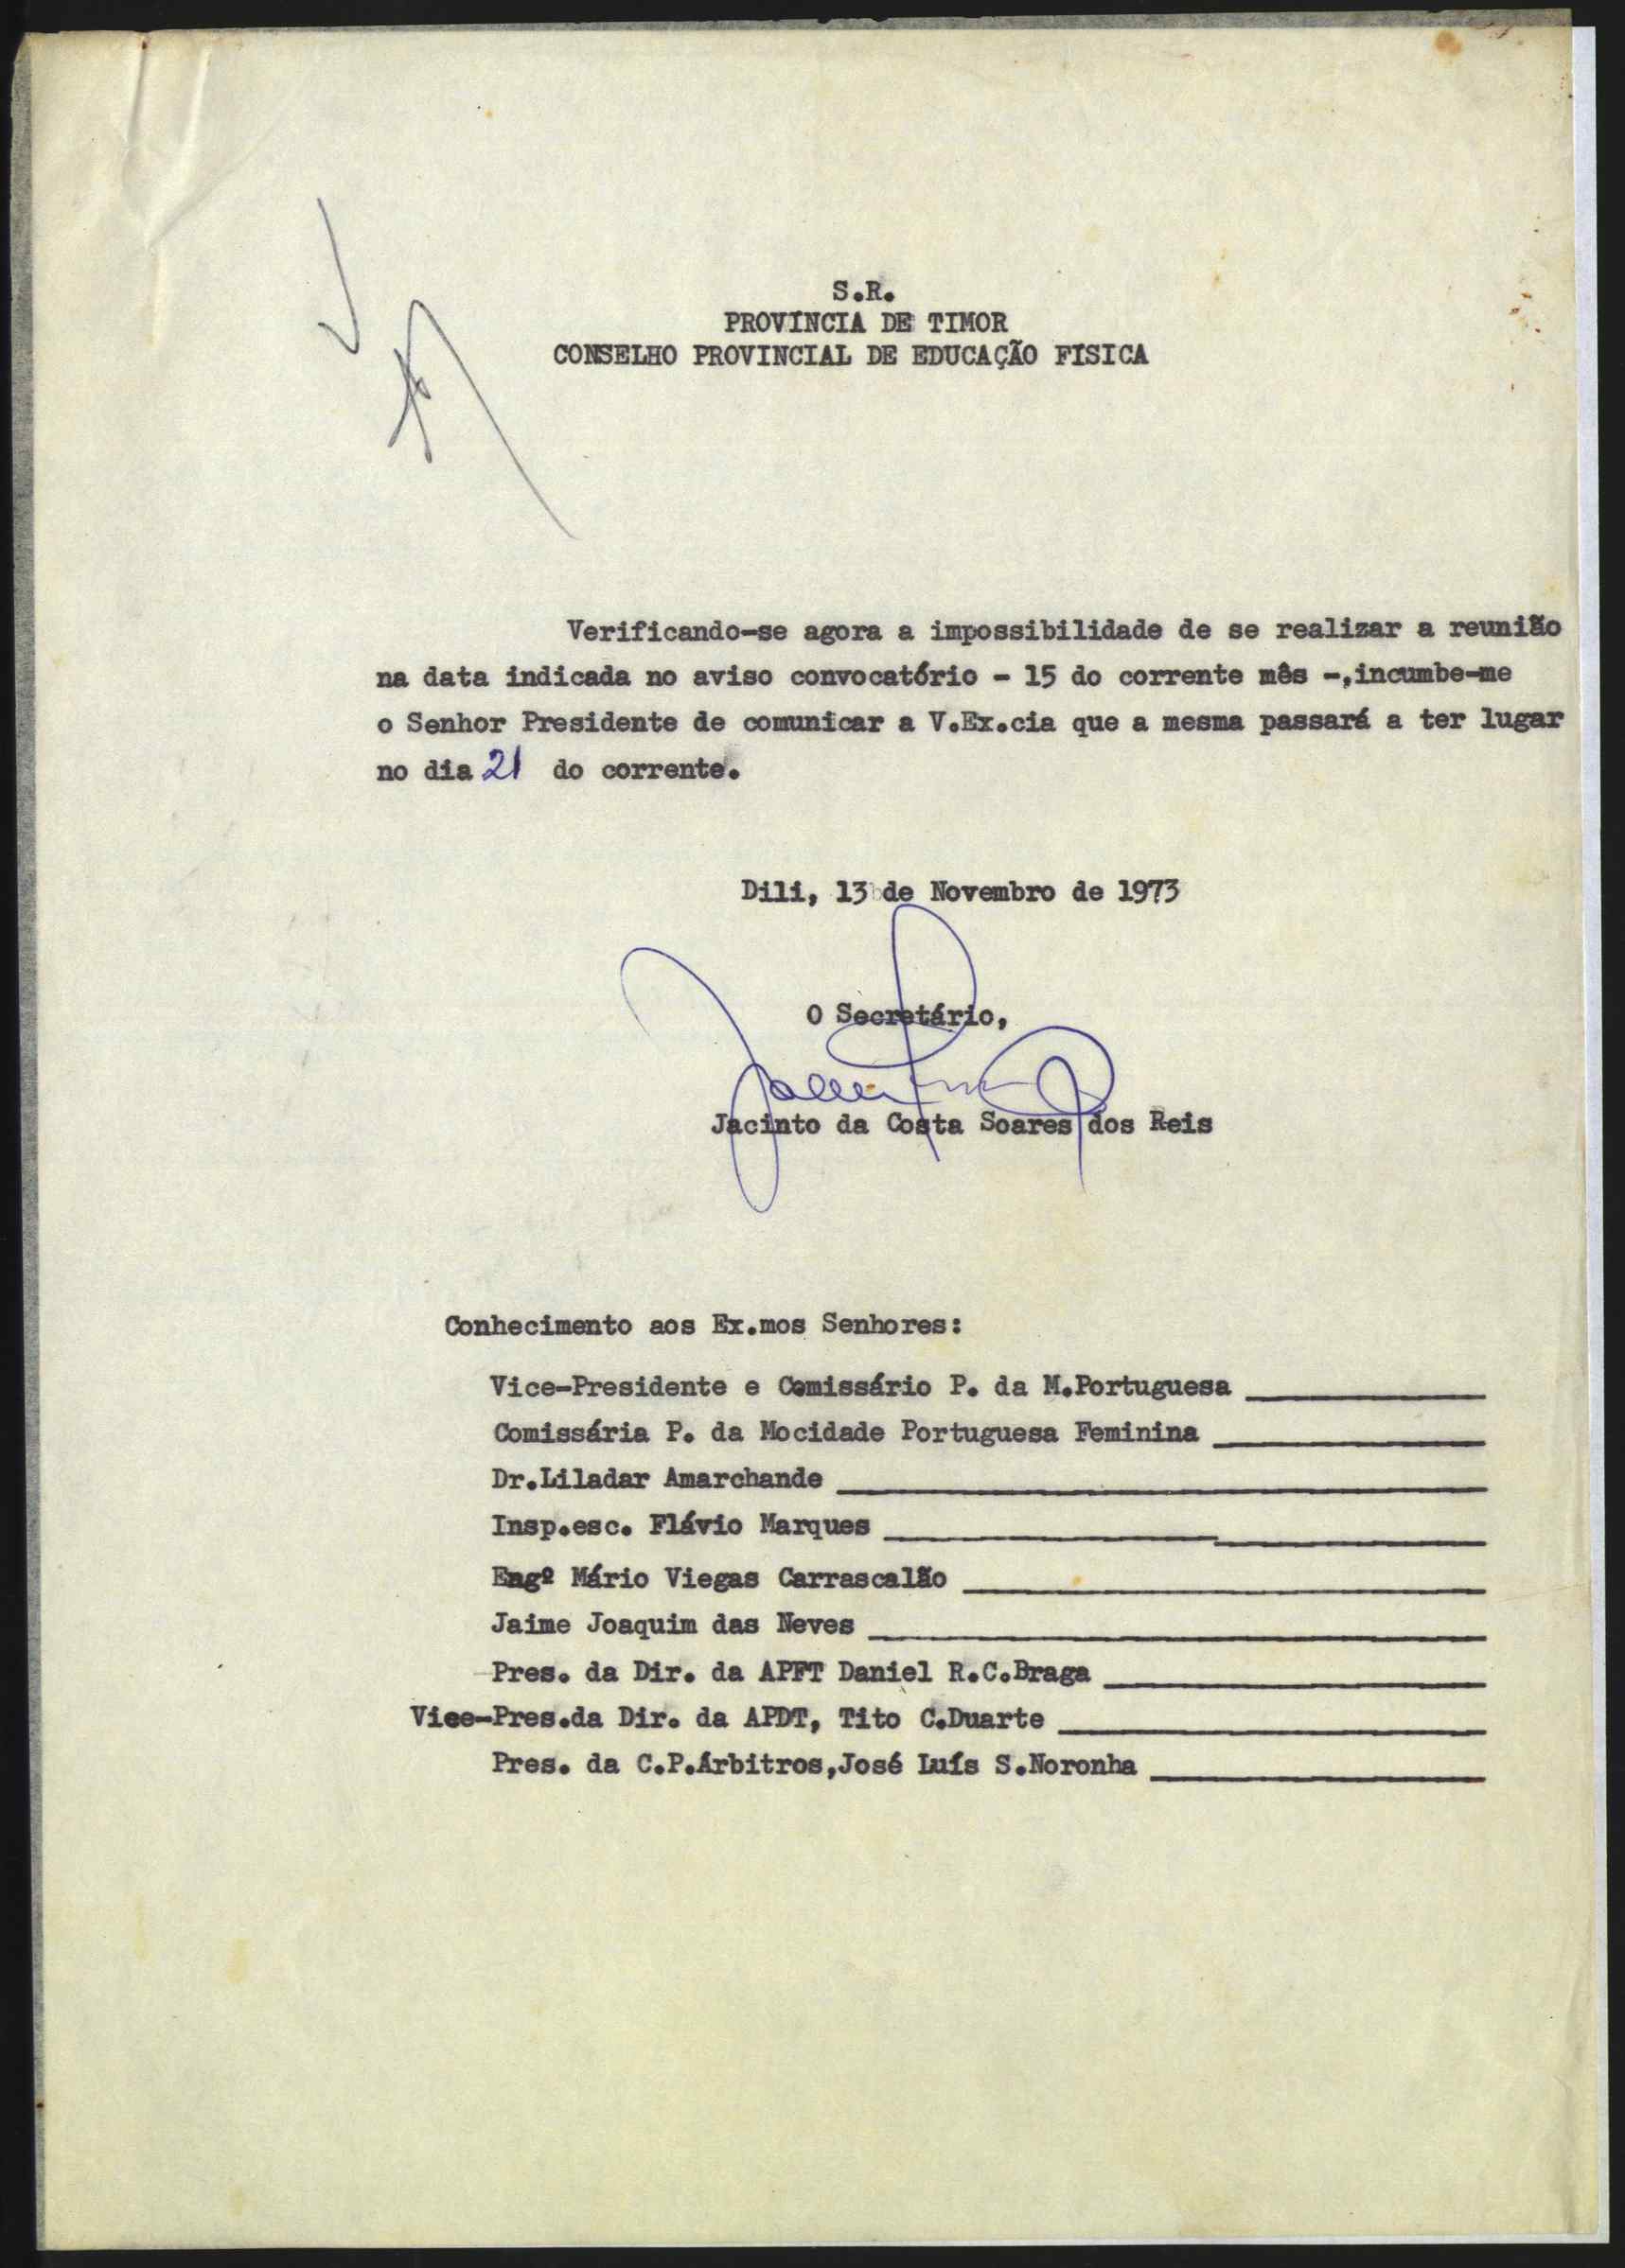 S.R.
PROVÍNCIA DE TIMOR
CONSELHO PROVINCIAL DE EDUCAÇÃO FISICA
Verificando-se agora a impossibilidade de se realizar a reunião
na data indicada no aviso convocatório - 15 do corrente mês -,incumbe-me
o Senhor Presidente de comunicar a V.Ex.cia que a mesma passará a ter lugar
no dia 21 do corrente.
Dili, 13 de Novembro de 1973
O Secretário,
Jacinto da Costa Soares dos Reis
Conhecimento aos Ex.mos Senhores:
Vice-Presidente e Comissário P. da M.Portuguesa
Comissária P. da Mocidade Portuguesa Feminina
Dr.Liladar Amarchande
Insp.esc. Flávio Marques
Engº Mário Viegas Carrascalão
Jaime Joaquim das Neves
Pres. da Dir. da APFT Daniel R.C.Braga
Vice-Pres.da Dir. da APDT, Tito C.Duarte
Pres. da C.P.Árbitros,José Luís S.Noronha